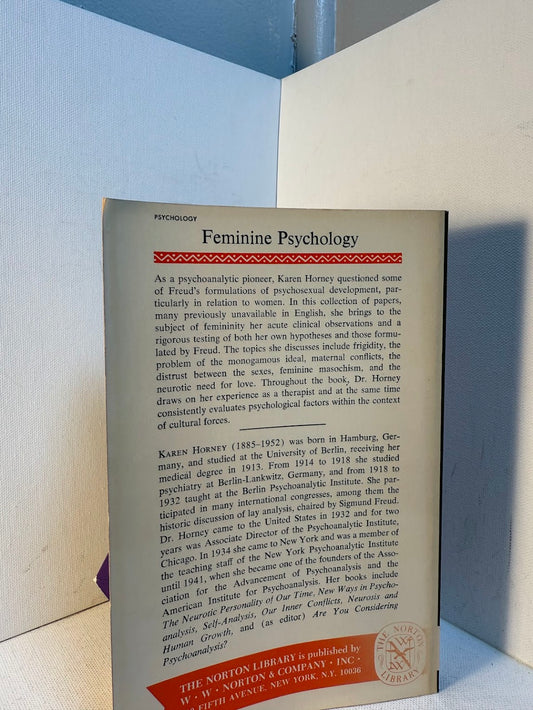 PSYCHOLOGY
Feminine Psychology
As a psychoanalytic pioneer, Karen Horney questioned some
of Freud's formulations of psychosexual development, par-
ticularly in relation to women. In this collection of papers,
many previously unavailable in English, she brings to the
subject of femininity her acute clinical observations and a
rigorous testing of both her own hypotheses and those formu-
lated by Freud. The topics she discusses include frigidity, the
problem of the monogamous ideal, maternal conflicts, the
distrust between the sexes, feminine masochism, and the
neurotic need for love. Throughout the book, Dr. Horney
draws on her experience as a therapist and at the same time
consistently evaluates psychological factors within the context
of cultural forces.
KAREN HORNEY (1885–1952) was born in Hamburg, Ger-
many, and studied at the University of Berlin, receiving her
medical degree in 1913. From 1914 to 1918 she studied
psychiatry at Berlin-Lankwitz, Germany, and from 1918 to
1932 taught at the Berlin Psychoanalytic Institute. She par-
ticipated in many international congresses, among them the
historic discussion of lay analysis, chaired by Sigmund Freud.
Dr. Horney came to the United States in 1932 and for two
years was Associate Director of the Psychoanalytic Institute,
Chicago. In 1934 she came to New York and was a member of
the teaching staff of the New York Psychoanalytic Institute
until 1941, when she became one of the founders of the Asso-
ciation for the Advancement of Psychoanalysis and the
American Institute for Psychoanalysis. Her books include
The Neurotic Personality of Our Time, New Ways in Psycho-
analysis, Self-Analysis, Our Inner Conflicts, Neurosis and
Human Growth, and (as editor) Are You Considering
Psychoanalysis?
THE NORTON LIBRARY is published by
W · W · NORTON & COMPANY · INC ·
FIFTH AVENUE, NEW YORK, N.Y. 10036
THE NORTON
LIBRARY